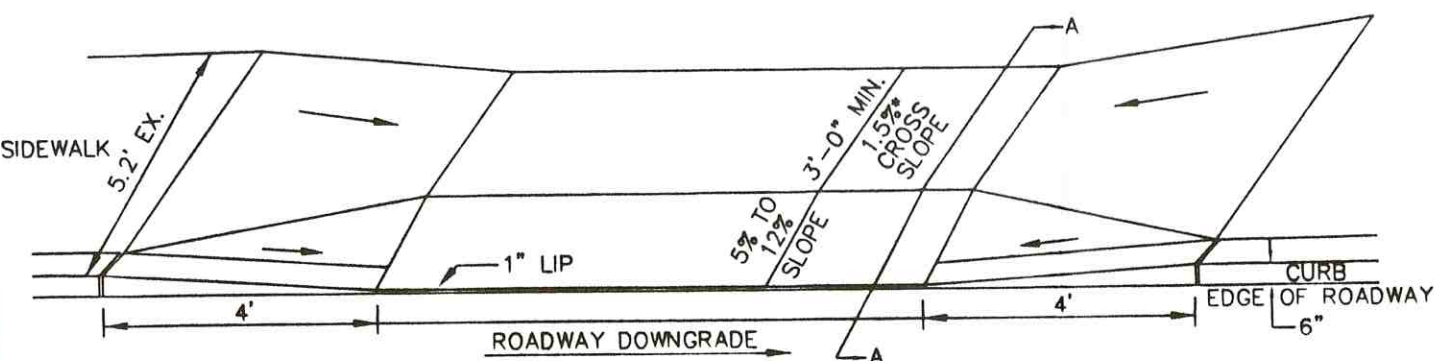 A
SIDEWALK
5.2' EX.
3'-0" MIN.
1.5%*
CROSS
SLOPE
5% TO
12%
SLOPE
1" LIP
CURB
EDGE OF ROADWAY
4'
4'
6"
ROADWAY DOWNGRADE
A